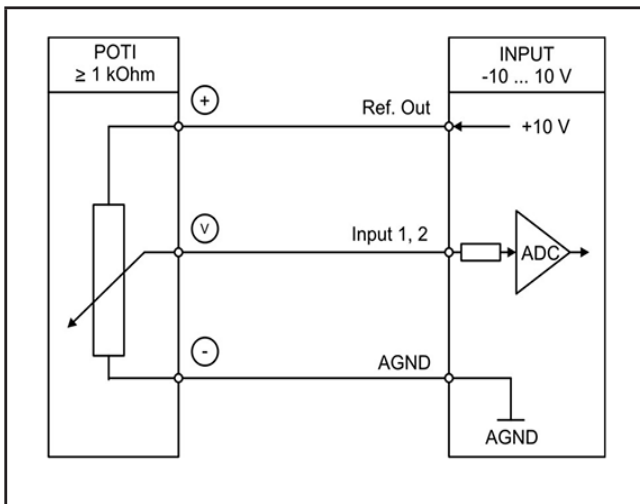 POTI
≥ 1 kOhm
INPUT
-10 ... 10 V
+
Ref. Out
+10 V
V
Input 1, 2
ADC
-
AGND
AGND